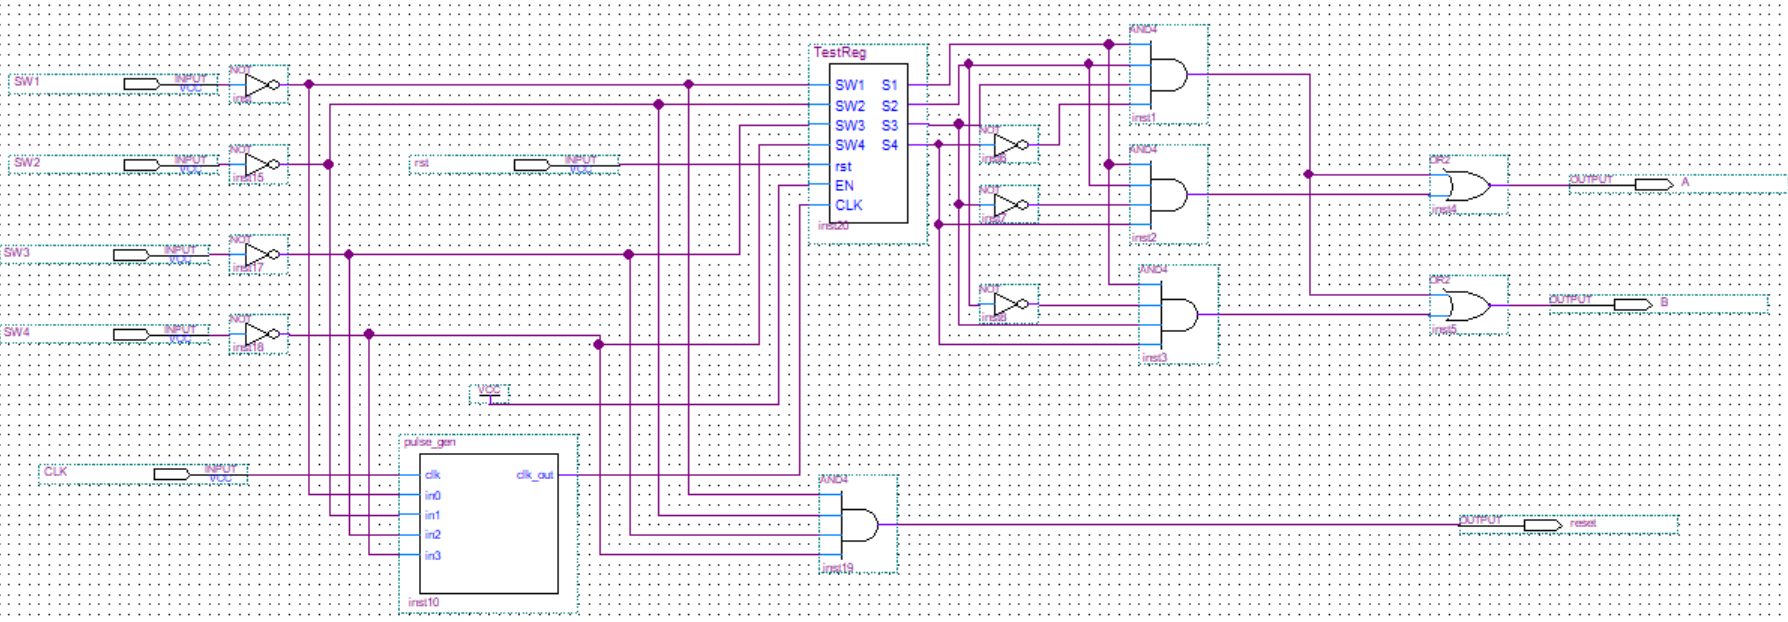 AND4
TestReg
NOT
SW1 INPUT
VCC
SW1 S1
SW2 S2
inst1
SW3 S3
NOT
SW4 S4
NOT
AND4
SW2 INPUT
VCC
inst15
rst INPUT
VCC
rst
OR2
EN
NOT
OUTPUT A
CLK
inst4
inst20
inst7
inst2
NOT
SW3 INPUT
VCC
inst17
AND4
OR2
NOT
OUTPUT B
NOT
SW4 INPUT
VCC
inst18
inst5
inst3
VCC
pulse_gen
CLK INPUT
VCC
clk clk_out
AND4
in0
in1
OUTPUT reset
in2
in3
inst19
inst10